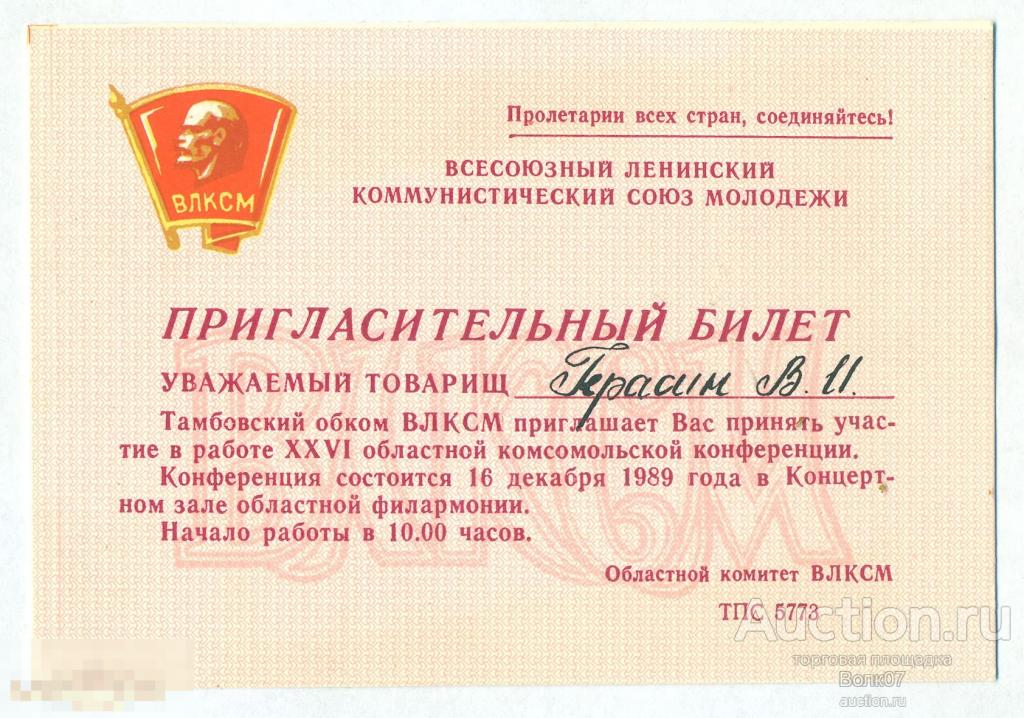 Пролетарии всех стран, соединяйтесь!
ВЛКСМ
ВСЕСОЮЗНЫЙ ЛЕНИНСКИЙ
КОММУНИСТИЧЕСКИЙ СОЮЗ МОЛОДЕЖИ
ПРИГЛАСИТЕЛЬНЫЙ БИЛЕТ
УВАЖАЕМЫЙ ТОВАРИЩ Герасин В. И.
Тамбовский обком ВЛКСМ приглашает Вас принять учас-
тие в работе XXVI областной комсомольской конференции.
Конференция состоится 16 декабря 1989 года в Концерт-
ном зале областной филармонии.
Начало работы в 10.00 часов.
ВЛКСМ
Областной комитет ВЛКСМ
ТПС 5773
Auction.ru
торговая площадка
Волк07
auction.ru